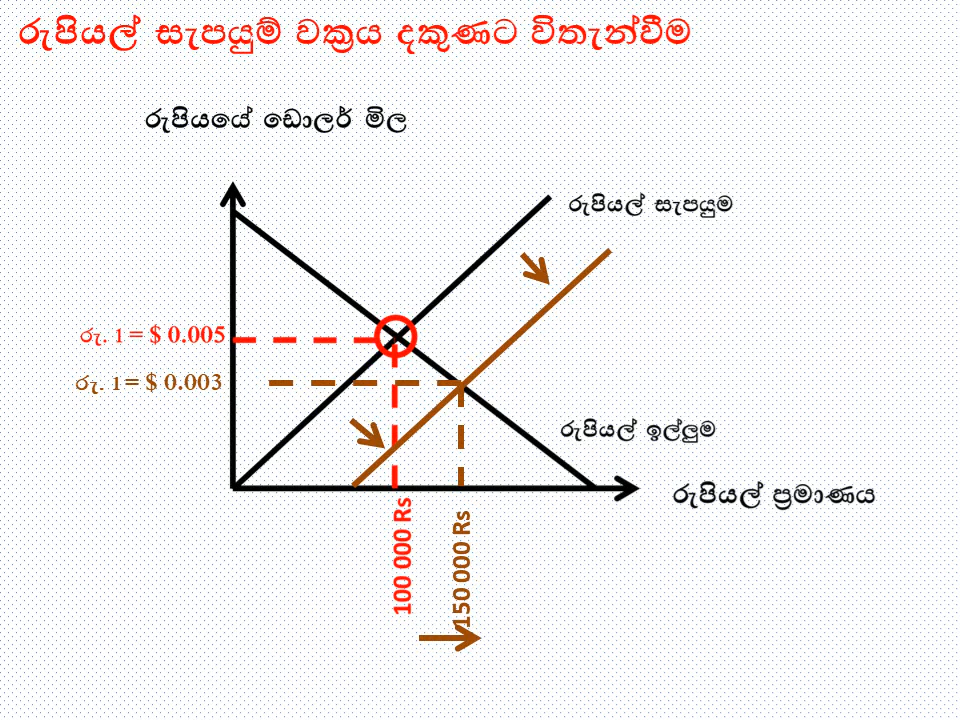 රුපියල් සැපයුම් වක්‍රය දකුණට විතැන්වීම
රුපියයේ ඩොලර් මිල
රුපියල් සැපයුම
රු. 1 = $ 0.005
රු. 1 = $ 0.003
රුපියල් ඉල්ලුම
රුපියල් ප්‍රමාණය
100 000 Rs
150 000 Rs